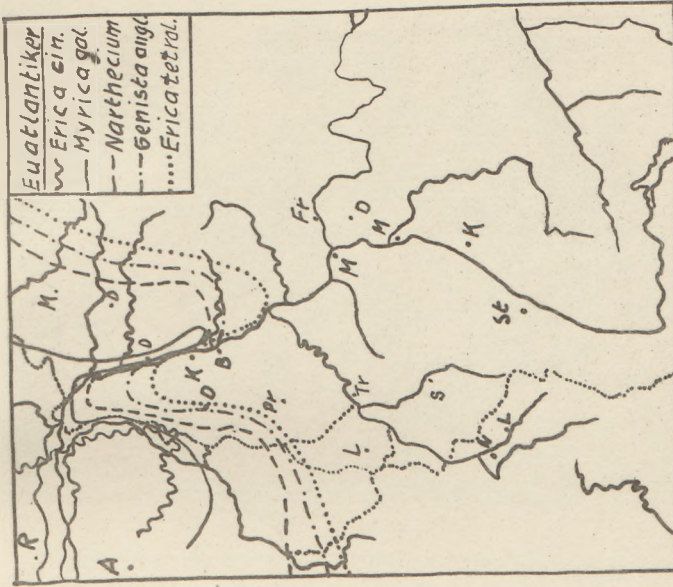 Euatlantiker
Erica cin.
Myrica gal.
Narthecium
Genista angl.
Erica tetral.
R
M.
A
D
D
K
D
B
Fr
D
M
M
K
Pr.
Tr
L
St
S
L